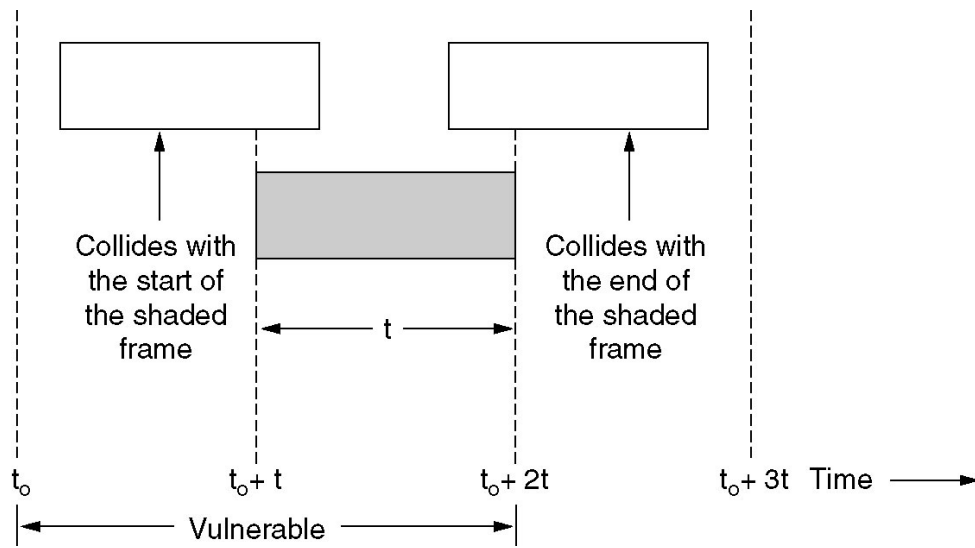 Collides with
the start of
the shaded
frame
Collides with
the end of
the shaded
frame
t
t₀ t₀+ t t₀+ 2t t₀+ 3t Time
Vulnerable